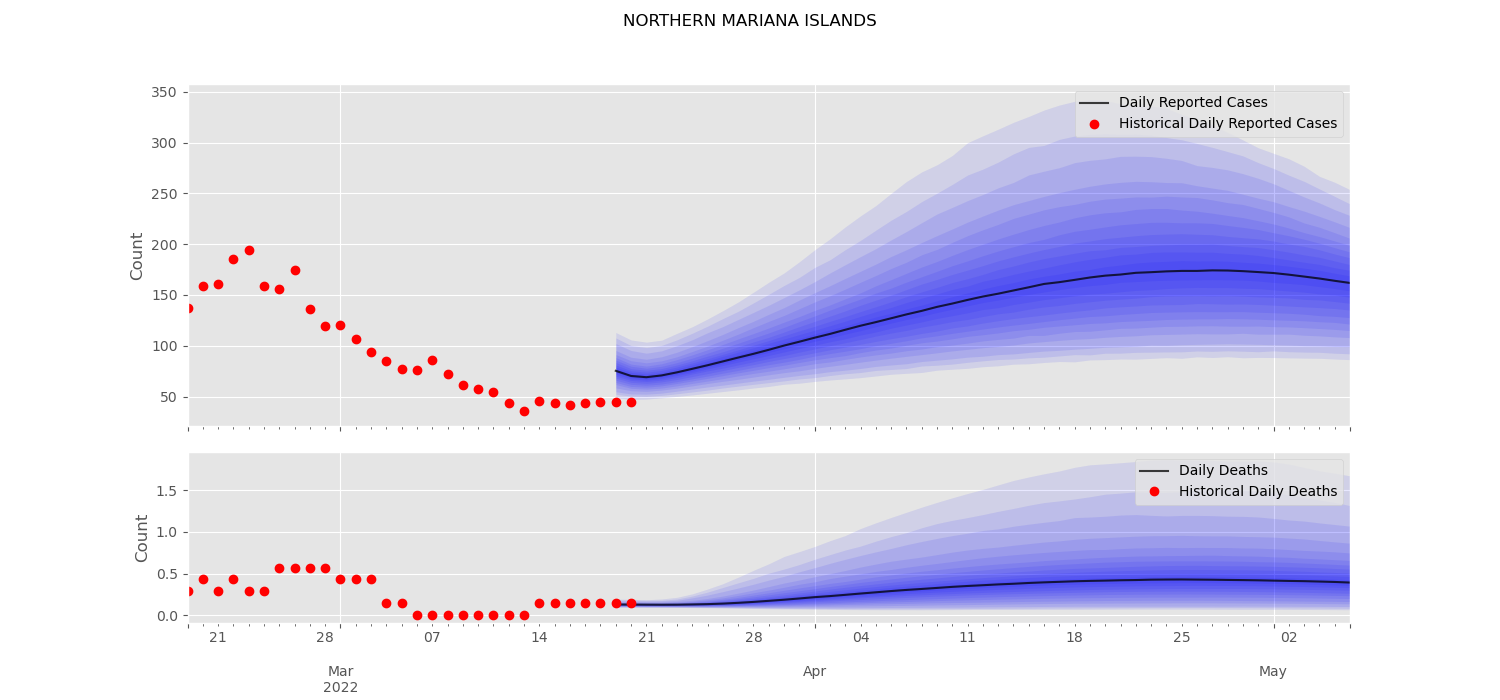 NORTHERN MARIANA ISLANDS
350
300
250
200
150
100
50
Count
Daily Reported Cases
Historical Daily Reported Cases
1.5
1.0
0.5
0.0
Count
Daily Deaths
Historical Daily Deaths
21 28 07 14 21 28 04 11 18 25 02
Mar Apr May
2022